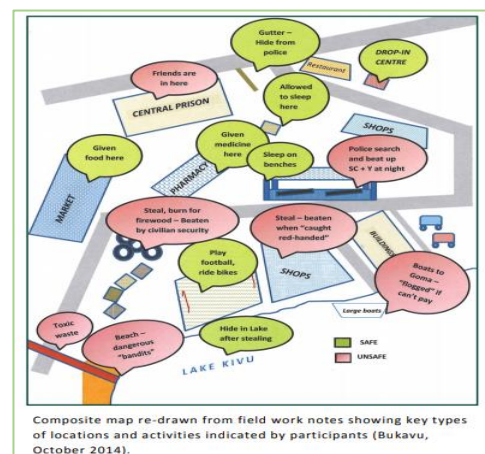 Gutter –
Hide from
police
DROP-IN
CENTRE
Restaurant
Friends are
in here
CENTRAL PRISON
Allowed
to sleep
here
SHOPS
Given
food here
Given
medicine
here
Sleep on
benches
Police search
and beat up
SC + Y at night
PHARMACY
MARKET
Steal, burn for
firewood – Beaten
by civilian security
Steal – beaten
when "caught
red-handed"
BUILDING
Play
football,
ride bikes
SHOPS
Boats to
Goma –
"flogged" if
can't pay
Large boats
Toxic
waste
Beach –
dangerous
"bandits"
Hide in Lake
after stealing
SAFE
UNSAFE
LAKE KIVU
Composite map re-drawn from field work notes showing key types
of locations and activities indicated by participants (Bukavu,
October 2014).